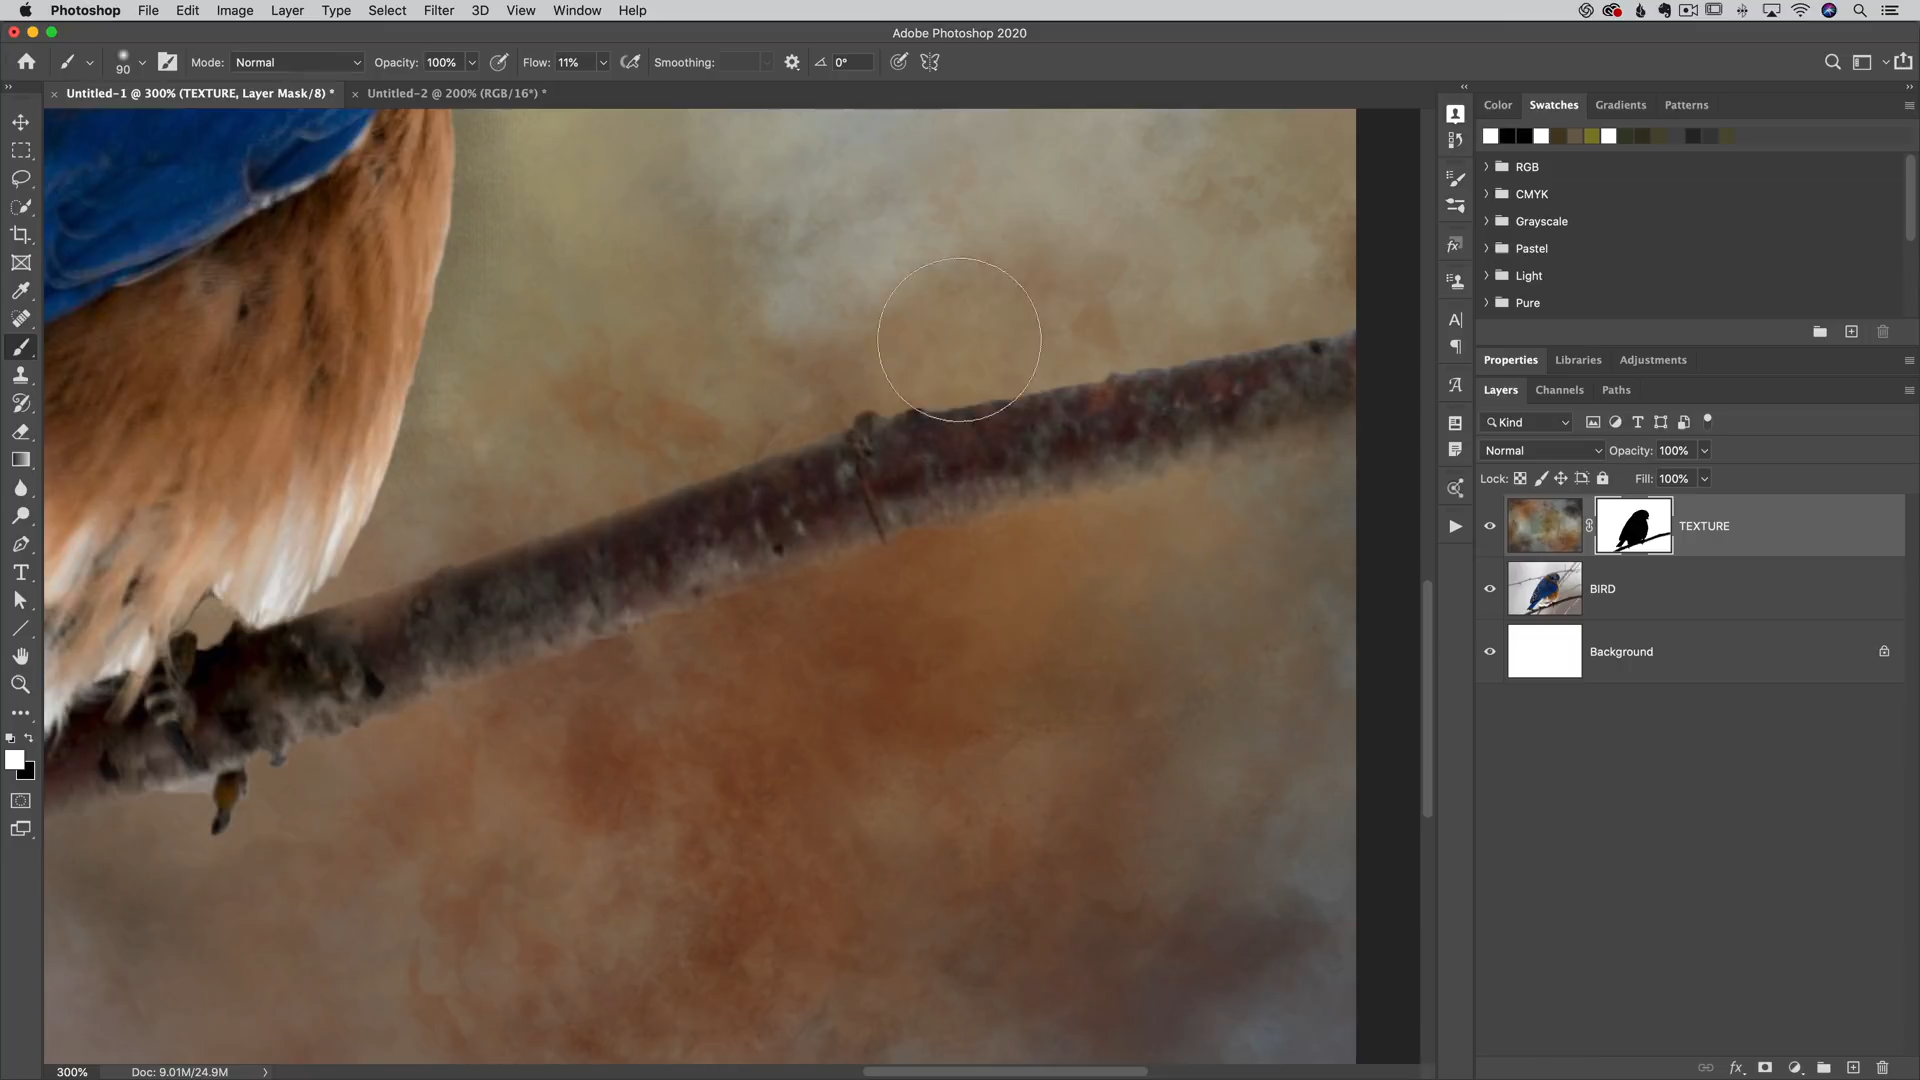 Photoshop File Edit Image Layer Type Select Filter 3D View Window Help
Adobe Photoshop 2020
90 Mode: Normal Opacity: 100% Flow: 11% Smoothing: 0°
× Untitled-1 @ 300% (TEXTURE, Layer Mask/8) * × Untitled-2 @ 200% (RGB/16*) *
Color Swatches Gradients Patterns
RGB
CMYK
Grayscale
Pastel
Light
Pure
Properties Libraries Adjustments
Layers Channels Paths
Kind
Normal Opacity: 100%
Lock: Fill: 100%
TEXTURE
BIRD
Background
300% Doc: 9.01M/24.9M